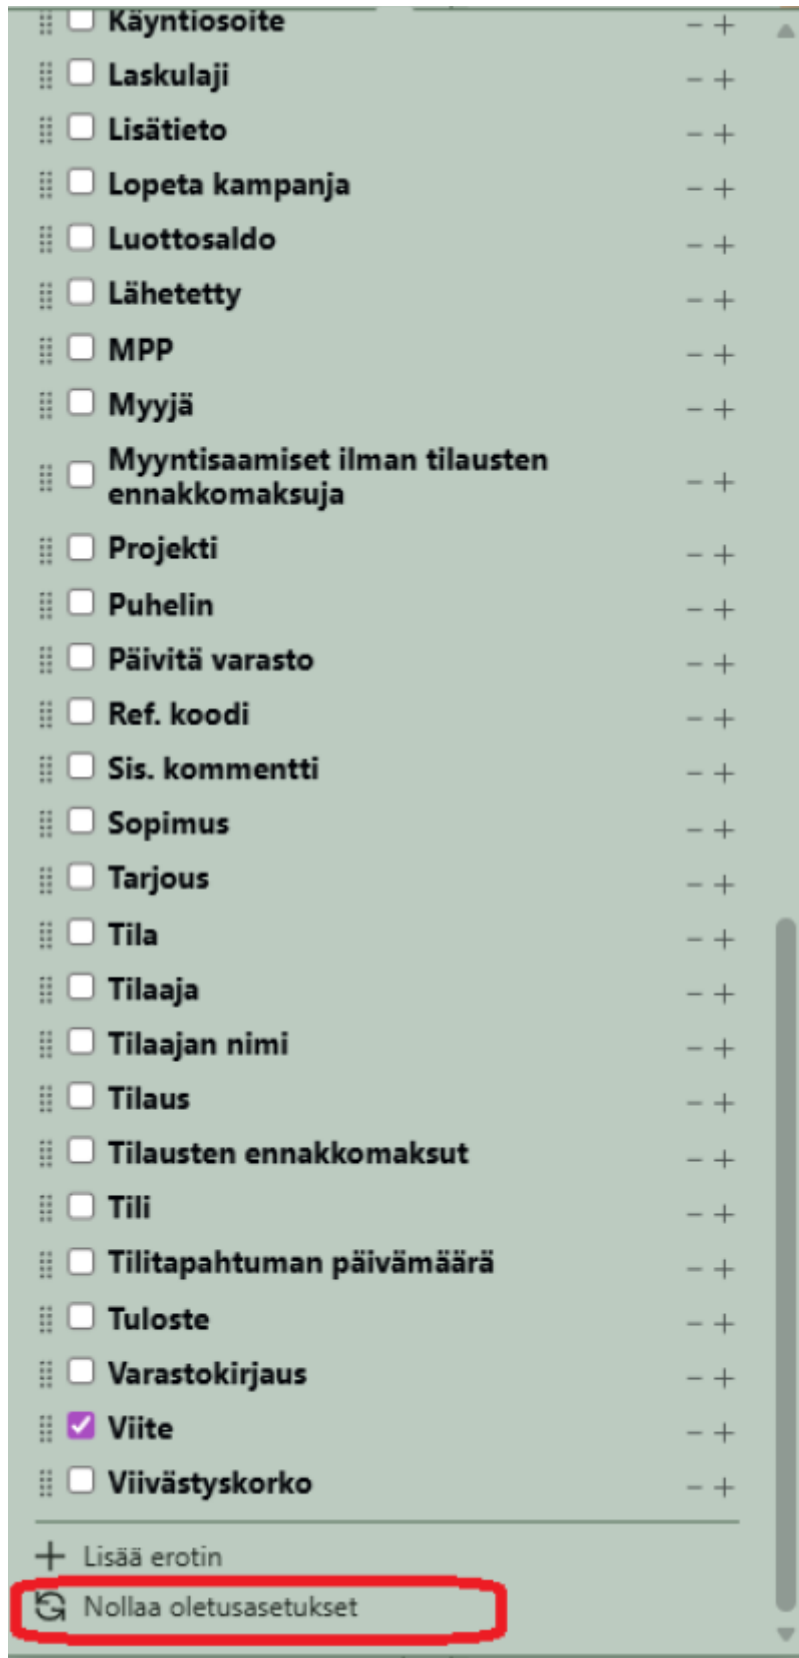 Käyntiosoite
Laskulaji
Lisätieto
Lopeta kampanja
Luottosaldo
Lähetetty
MPP
Myyjä
Myyntisaamiset ilman tilausten
ennakkomaksuja
Projekti
Puhelin
Päivitä varasto
Ref. koodi
Sis. kommentti
Sopimus
Tarjous
Tila
Tilaaja
Tilaajan nimi
Tilaus
Tilausten ennakkomaksut
Tili
Tilitapahtuman päivämäärä
Tuloste
Varastokirjaus
Viite
Viivästyskorko
Lisää erotin
Nollaa oletusasetukset